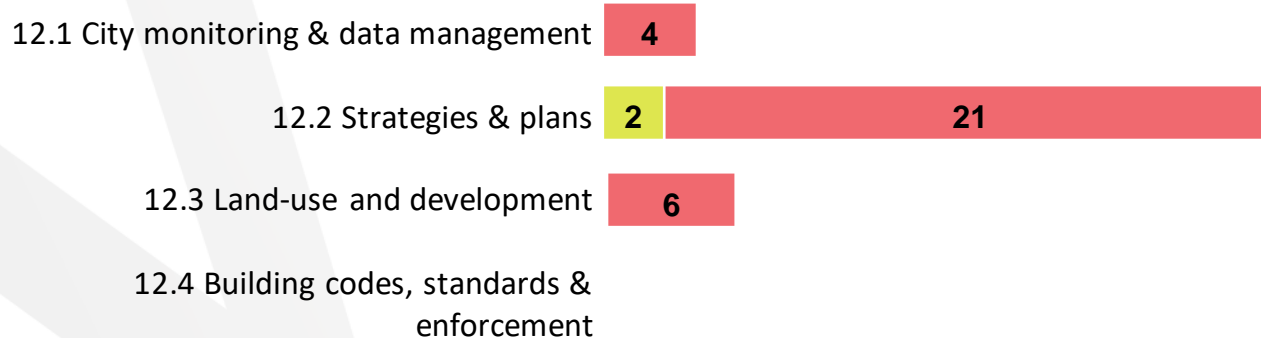 12.1 City monitoring & data management 4
12.2 Strategies & plans 2 21
12.3 Land-use and development 6
12.4 Building codes, standards &
enforcement